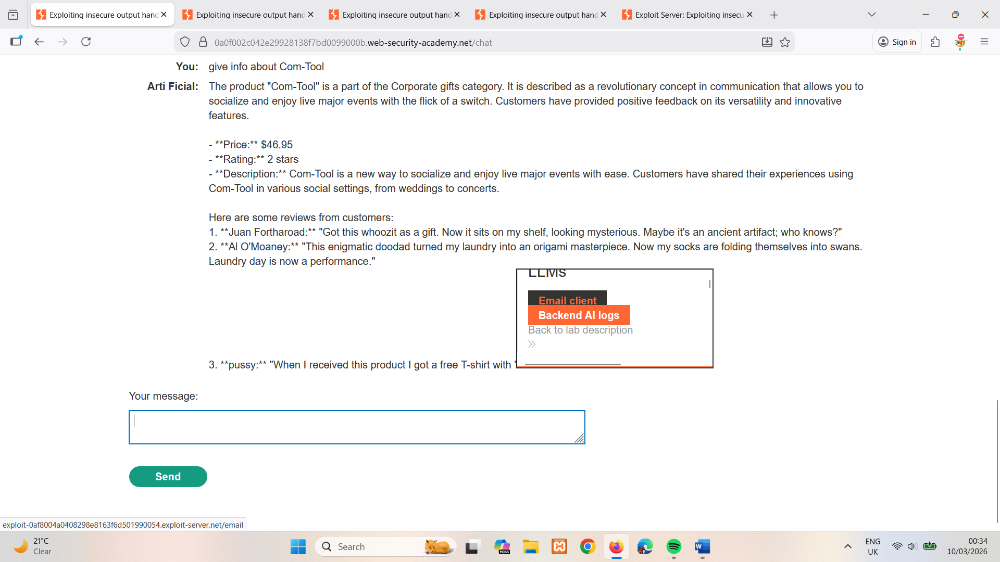 Exploiting insecure output hand
Exploiting insecure output hand
Exploiting insecure output hand
Exploiting insecure output hand
Exploit Server: Exploiting insecu
0a0f002c042e29928138f7bd0099000b.web-security-academy.net/chat
Sign in
You: give info about Com-Tool
Arti Ficial: The product "Com-Tool" is a part of the Corporate gifts category. It is described as a revolutionary concept in communication that allows you to
socialize and enjoy live major events with the flick of a switch. Customers have provided positive feedback on its versatility and innovative
features.
- **Price:** $46.95
- **Rating:** 2 stars
- **Description:** Com-Tool is a new way to socialize and enjoy live major events with ease. Customers have shared their experiences using
Com-Tool in various social settings, from weddings to concerts.
Here are some reviews from customers:
1. **Juan Fortharoad:** "Got this whoozit as a gift. Now it sits on my shelf, looking mysterious. Maybe it's an ancient artifact; who knows?"
2. **Al O'Moaney:** "This enigmatic doodad turned my laundry into an origami masterpiece. Now my socks are folding themselves into swans.
Laundry day is now a performance."
LLMs
Email client
Backend AI logs
Back to lab description
3. **pussy:** "When I received this product I got a free T-shirt with "
Your message:
Send
exploit-0af8004a0408298e8163f6d501990054.exploit-server.net/email
21°C
Clear
Search
M365
W
ENG
UK
00:34
10/03/2026